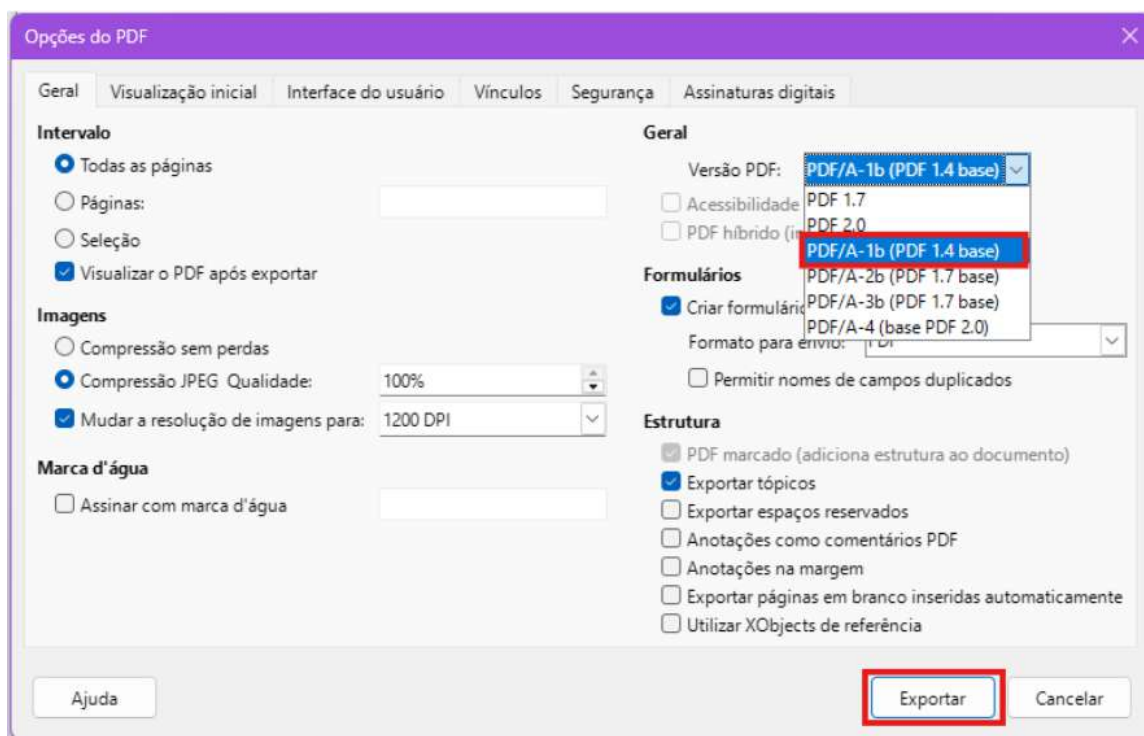 Opções do PDF
Geral Visualização inicial Interface do usuário Vínculos Segurança Assinaturas digitais
Intervalo
Todas as páginas
Páginas:
Seleção
Visualizar o PDF após exportar
Imagens
Compressão sem perdas
Compressão JPEG Qualidade: 100%
Mudar a resolução de imagens para: 1200 DPI
Marca d'água
Assinar com marca d'água
Geral
Versão PDF: PDF/A-1b (PDF 1.4 base)
PDF 1.7
Acessibilidade
PDF 2.0
PDF híbrido
PDF/A-1b (PDF 1.4 base)
PDF/A-2b (PDF 1.7 base)
Formulários
PDF/A-3b (PDF 1.7 base)
Criar
PDF/A-4 (base PDF 2.0)
Formato para envio:
Permitir nomes de campos duplicados
Estrutura
PDF marcado (adiciona estrutura ao documento)
Exportar tópicos
Exportar espaços reservados
Anotações como comentários PDF
Anotações na margem
Exportar páginas em branco inseridas automaticamente
Utilizar XObjects de referência
Ajuda Exportar Cancelar